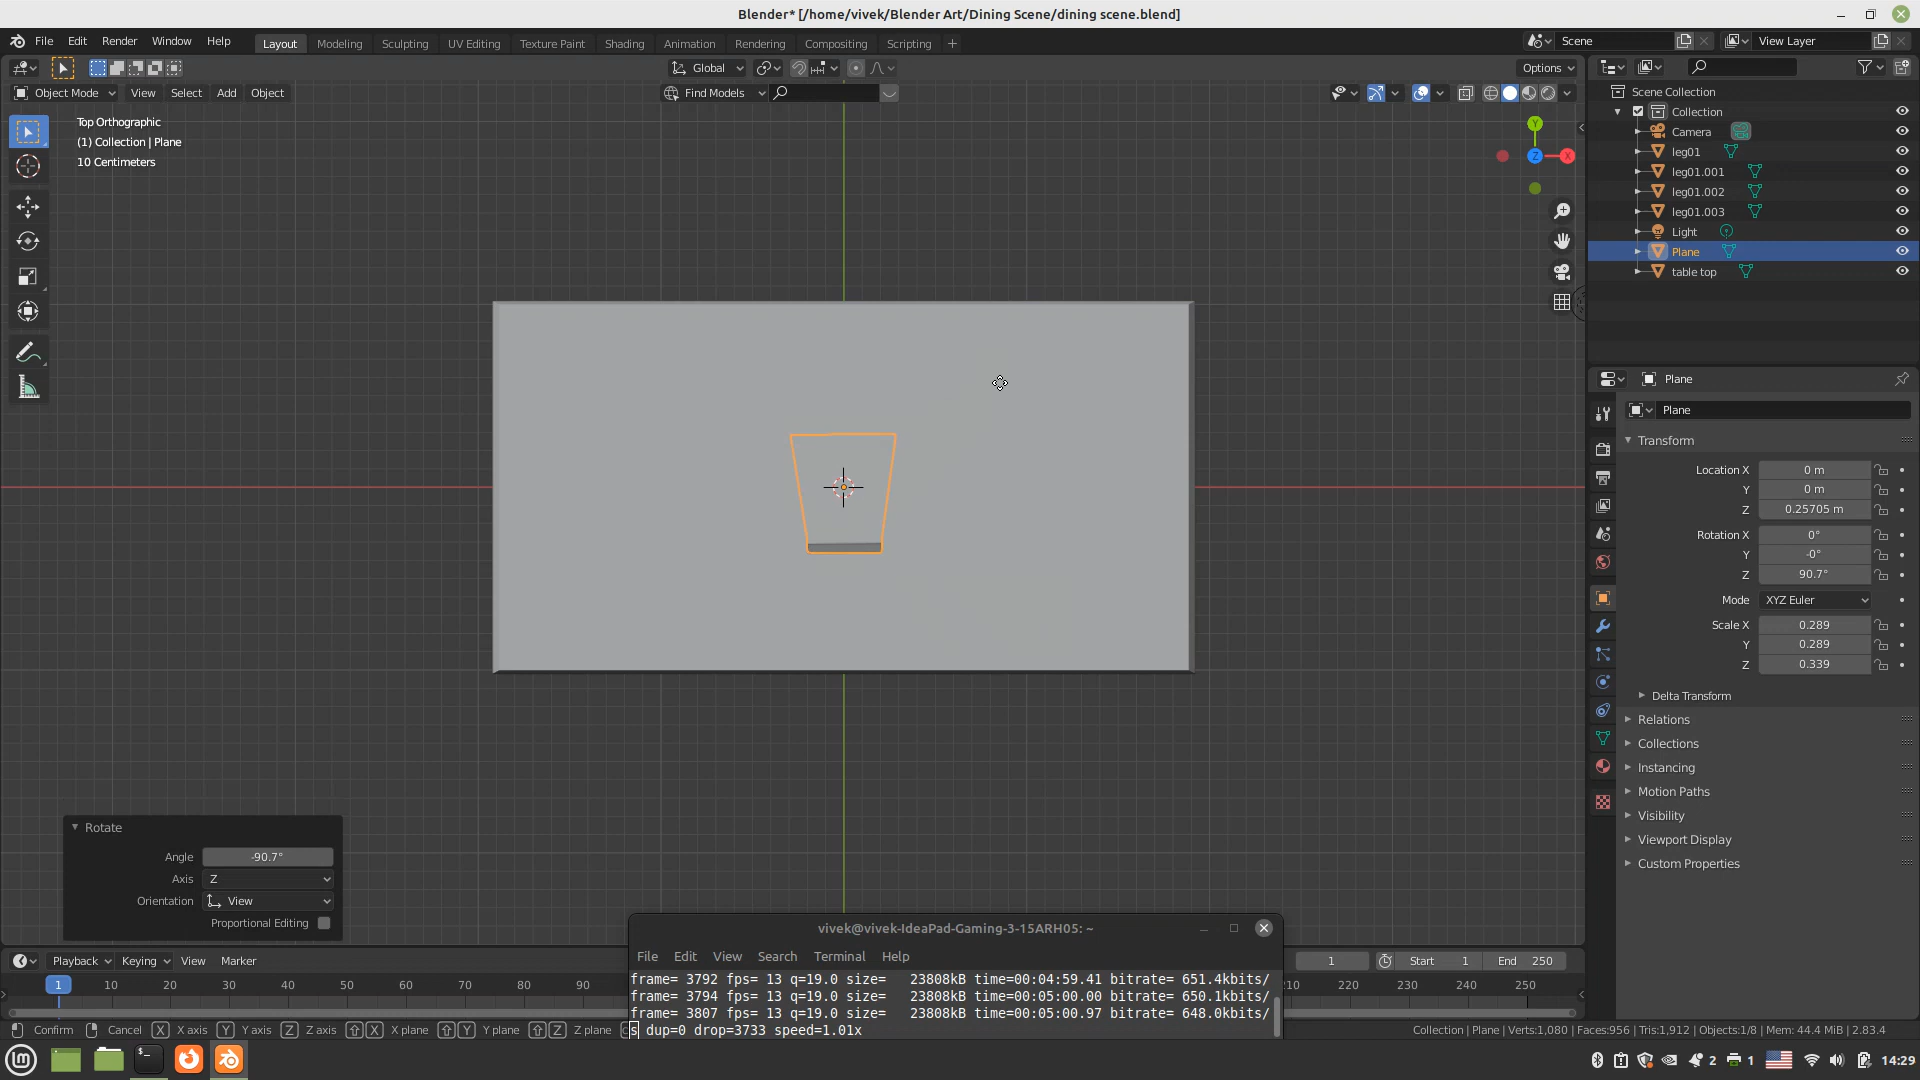 Blender* [/home/vivek/Blender Art/Dining Scene/dining scene.blend]
File Edit Render Window Help
Layout Modeling Sculpting UV Editing Texture Paint Shading Animation Rendering Compositing Scripting +
Scene
View Layer
Global
Options
Object Mode View Select Add Object
Find Models
Top Orthographic
(1) Collection | Plane
10 Centimeters
Y
Z
X
Scene Collection
Collection
Camera
leg01
leg01.001
leg01.002
leg01.003
Light
Plane
table top
Plane
Plane
Transform
Location X 0 m
Y 0 m
Z 0.25705 m
Rotation X 0°
Y -0°
Z 90.7°
Mode XYZ Euler
Scale X 0.289
Y 0.289
Z 0.339
Delta Transform
Relations
Collections
Instancing
Motion Paths
Visibility
Viewport Display
Custom Properties
Rotate
Angle -90.7°
Axis Z
Orientation View
Proportional Editing
vivek@vivek-IdeaPad-Gaming-3-15ARH05: ~
File Edit View Search Terminal Help
frame= 3792 fps= 13 q=19.0 size=   23808kB time=00:04:59.41 bitrate= 651.4kbits/
frame= 3794 fps= 13 q=19.0 size=   23808kB time=00:05:00.00 bitrate= 650.1kbits/
frame= 3807 fps= 13 q=19.0 size=   23808kB time=00:05:00.97 bitrate= 648.0kbits/
s dup=0 drop=3733 speed=1.01x
Playback Keying View Marker
1 Start 1 End 250
1 10 20 30 40 50 60 70 80 90 210 220 230 240 250
Confirm Cancel X X axis Y Y axis Z Z axis X X plane Y Y plane Z Z plane
Collection | Plane | Verts:1,080 | Faces:956 | Tris:1,912 | Objects:1/8 | Mem: 44.4 MiB | 2.83.4
2 1 14:29